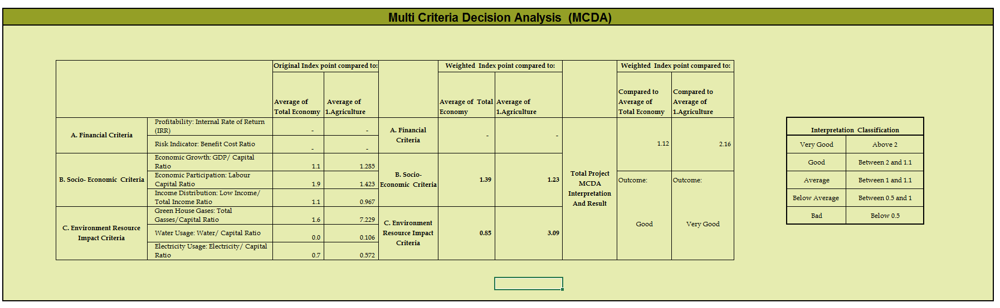 Multi Criteria Decision Analysis (MCDA)
Original Index point compared to:
Weighted Index point compared to:
Weighted Index point compared to:
Average of
Total Economy
Average of
1.Agriculture
Average of Total
Economy
Average of
1.Agriculture
Compared to
Average of
Total Economy
Compared to
Average of
1.Agriculture
A. Financial Criteria
Profitability: Internal Rate of Return
(IRR)
-
-
Risk Indicator: Benefit Cost Ratio
-
-
A. Financial
Criteria
-
-
B. Socio- Economic Criteria
Economic Growth: GDP/ Capital
Ratio
1.1
1.285
Economic Participation: Labour
Capital Ratio
1.9
1.423
Income Distribution: Low Income/
Total Income Ratio
1.1
0.967
B. Socio-
Economic Criteria
1.39
1.23
C. Environment Resource
Impact Criteria
Green House Gases: Total
Gasses/Capital Ratio
1.6
7.229
Water Usage: Water/ Capital Ratio
0.0
0.106
Electricity Usage: Electricity/ Capital
Ratio
0.7
0.572
C. Environment
Resource Impact
Criteria
0.85
3.09
Total Project
MCDA
Interpretation
And Result
1.12
2.16
Outcome:
Good
Outcome:
Very Good
Interpretation Classification
Very Good
Above 2
Good
Between 2 and 1.1
Average
Between 1 and 1.1
Below Average
Between 0.5 and 1
Bad
Below 0.5